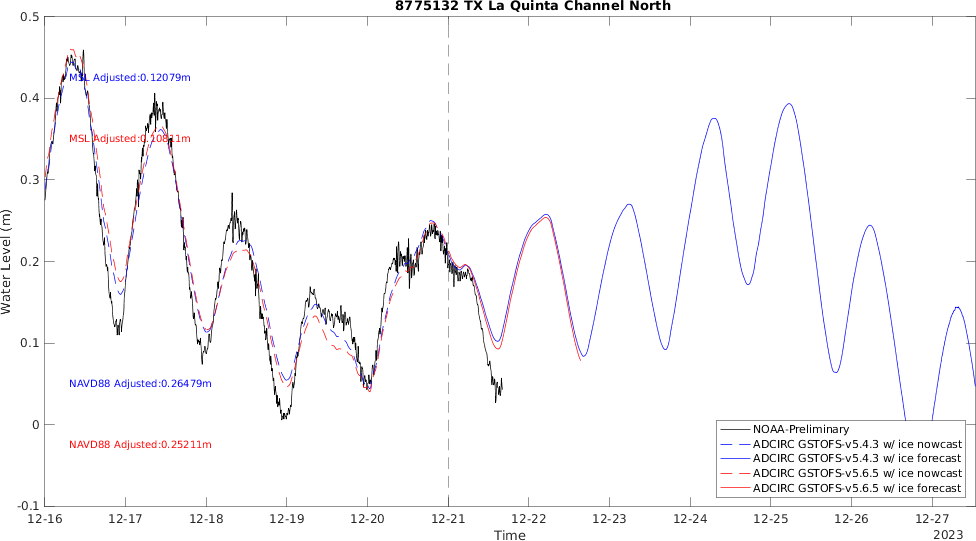 8775132 TX La Quinta Channel North
0.5
0.4
0.3
0.2
0.1
0
-0.1
Water Level (m)
MSL Adjusted:0.12079m
MSL Adjusted:0.10811m
NAVD88 Adjusted:0.26479m
NAVD88 Adjusted:0.25211m
NOAA-Preliminary
ADCIRC GSTOFS-v5.4.3 w/ ice nowcast
ADCIRC GSTOFS-v5.4.3 w/ ice forecast
ADCIRC GSTOFS-v5.6.5 w/ ice nowcast
ADCIRC GSTOFS-v5.6.5 w/ ice forecast
12-16 12-17 12-18 12-19 12-20 12-21 12-22 12-23 12-24 12-25 12-26 12-27
Time
2023